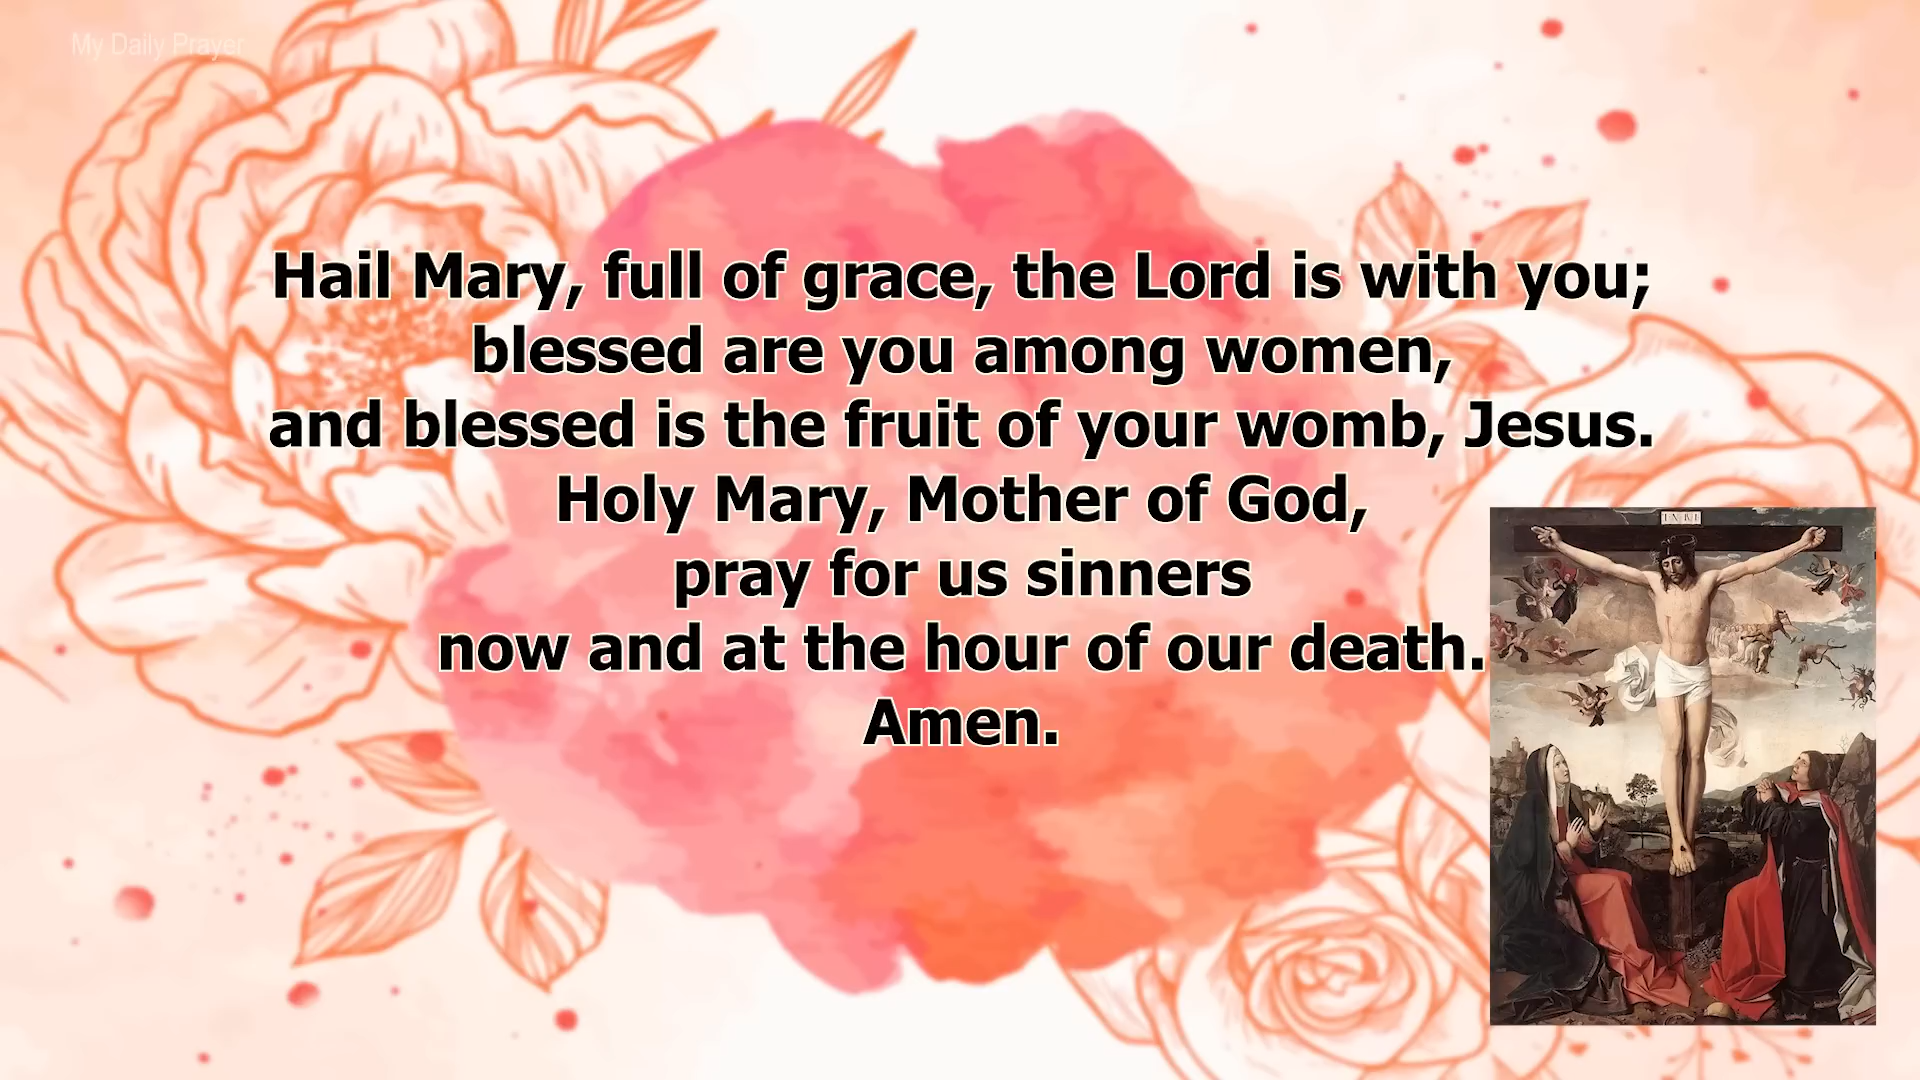 My Daily Prayer
Hail Mary, full of grace, the Lord is with you;
blessed are you among women,
and blessed is the fruit of your womb, Jesus.
Holy Mary, Mother of God,
pray for us sinners
now and at the hour of our death.
Amen.
INRI